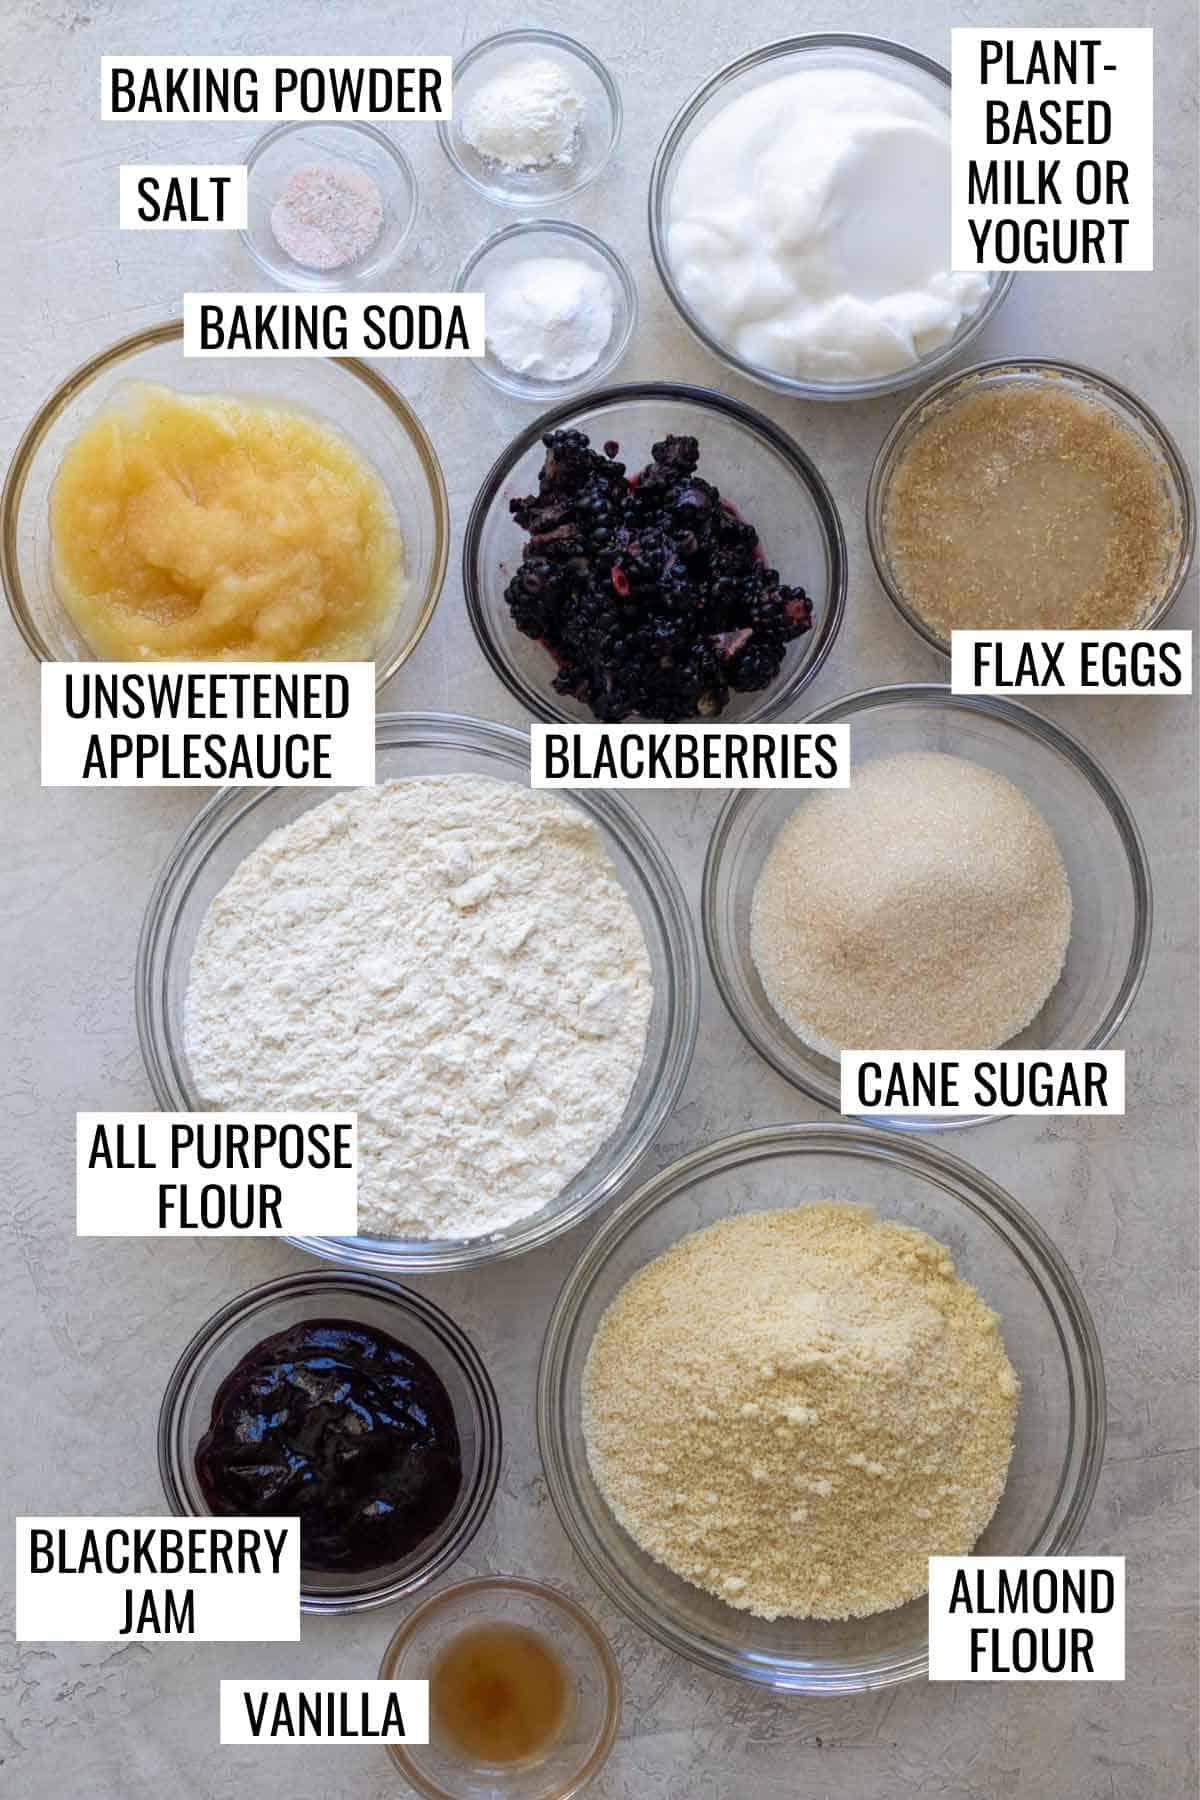 BAKING POWDER
PLANT-
BASED
MILK OR
YOGURT
SALT
BAKING SODA
UNSWEETENED
APPLESAUCE
BLACKBERRIES
FLAX EGGS
ALL PURPOSE
FLOUR
CANE SUGAR
BLACKBERRY
JAM
ALMOND
FLOUR
VANILLA